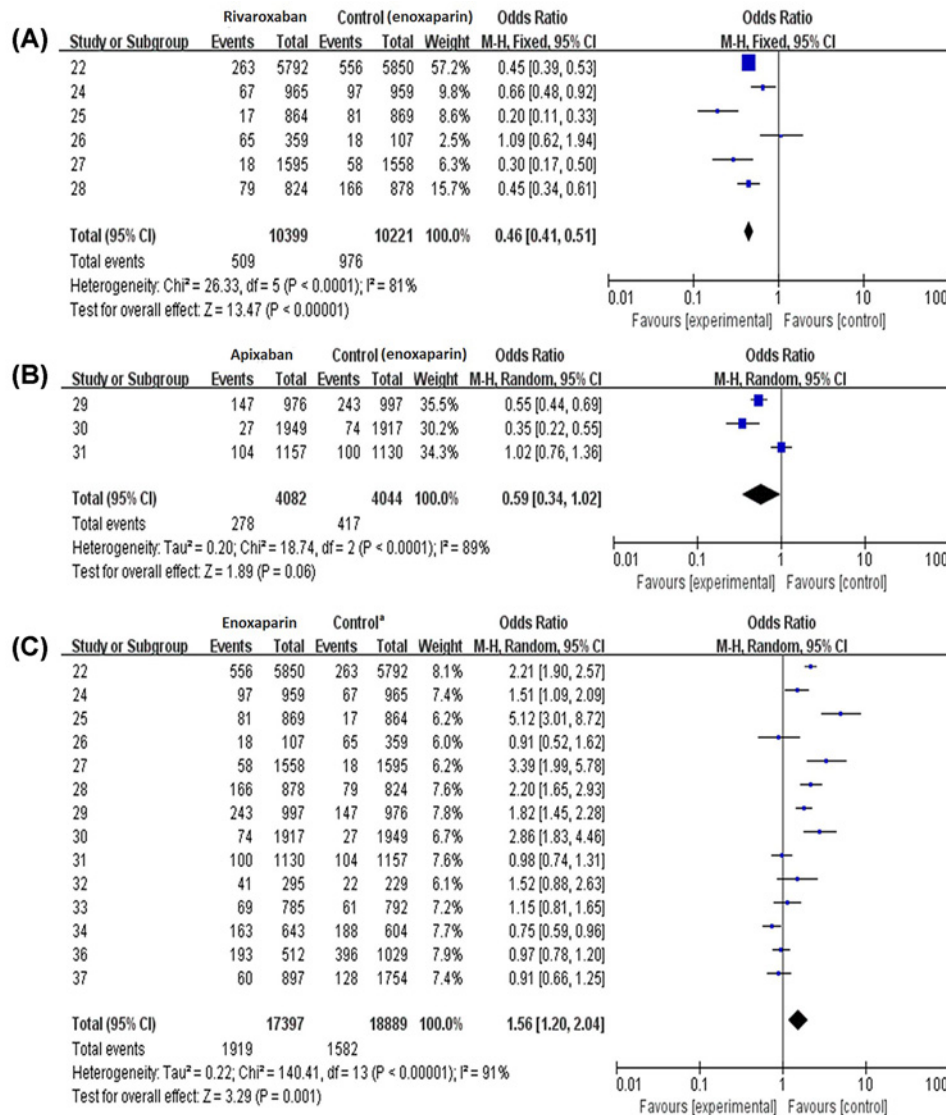 (A)
Rivaroxaban Control (enoxaparin) Odds Ratio Odds Ratio
Study or Subgroup Events Total Events Total Weight M-H, Fixed, 95% CI M-H, Fixed, 95% CI
22 263 5792 556 5850 57.2% 0.45 [0.39, 0.53]
24 67 965 97 959 9.8% 0.66 [0.48, 0.92]
25 17 864 81 869 8.6% 0.20 [0.11, 0.33]
26 65 359 18 107 2.5% 1.09 [0.62, 1.94]
27 18 1595 58 1558 6.3% 0.30 [0.17, 0.50]
28 79 824 166 878 15.7% 0.45 [0.34, 0.61]
Total (95% CI) 10399 10221 100.0% 0.46 [0.41, 0.51]
Total events 509 976
Heterogeneity: Chi² = 26.33, df = 5 (P < 0.0001); I² = 81%
Test for overall effect: Z = 13.47 (P < 0.00001)
0.01 0.1 1 10 100
Favours [experimental] Favours [control]
(B)
Apixaban Control (enoxaparin) Odds Ratio Odds Ratio
Study or Subgroup Events Total Events Total Weight M-H, Random, 95% CI M-H, Random, 95% CI
29 147 976 243 997 35.5% 0.55 [0.44, 0.69]
30 27 1949 74 1917 30.2% 0.35 [0.22, 0.55]
31 104 1157 100 1130 34.3% 1.02 [0.76, 1.36]
Total (95% CI) 4082 4044 100.0% 0.59 [0.34, 1.02]
Total events 278 417
Heterogeneity: Tau² = 0.20; Chi² = 18.74, df = 2 (P < 0.0001); I² = 89%
Test for overall effect: Z = 1.89 (P = 0.06)
0.01 0.1 1 10 100
Favours [experimental] Favours [control]
(C)
Enoxaparin Controlª Odds Ratio Odds Ratio
Study or Subgroup Events Total Events Total Weight M-H, Random, 95% CI M-H, Random, 95% CI
22 556 5850 263 5792 8.1% 2.21 [1.90, 2.57]
24 97 959 67 965 7.4% 1.51 [1.09, 2.09]
25 81 869 17 864 6.2% 5.12 [3.01, 8.72]
26 18 107 65 359 6.0% 0.91 [0.52, 1.62]
27 58 1558 18 1595 6.2% 3.39 [1.99, 5.78]
28 166 878 79 824 7.6% 2.20 [1.65, 2.93]
29 243 997 147 976 7.8% 1.82 [1.45, 2.28]
30 74 1917 27 1949 6.7% 2.86 [1.83, 4.46]
31 100 1130 104 1157 7.6% 0.98 [0.74, 1.31]
32 41 295 22 229 6.1% 1.52 [0.88, 2.63]
33 69 785 61 792 7.2% 1.15 [0.81, 1.65]
34 163 643 188 604 7.8% 0.75 [0.59, 0.96]
36 193 512 396 1029 7.9% 0.97 [0.78, 1.20]
37 60 897 128 1754 7.4% 0.91 [0.66, 1.25]
Total (95% CI) 17397 18889 100.0% 1.56 [1.20, 2.04]
Total events 1919 1582
Heterogeneity: Tau² = 0.22; Chi² = 140.41, df = 13 (P < 0.00001); I² = 91%
Test for overall effect: Z = 3.29 (P = 0.001)
0.01 0.1 1 10 100
Favours [experimental] Favours [control]